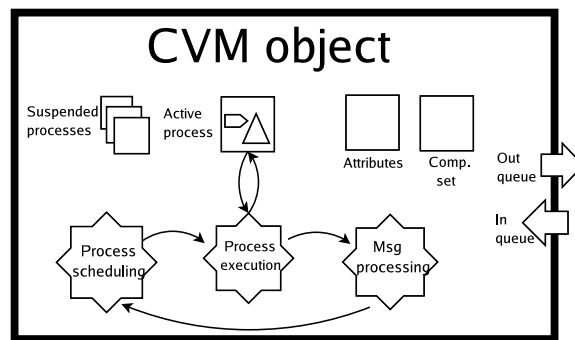 CVM object
Suspended
processes
Active
process
Attributes
Comp.
set
Out
queue
In
queue
Process
scheduling
Process
execution
Msg
processing